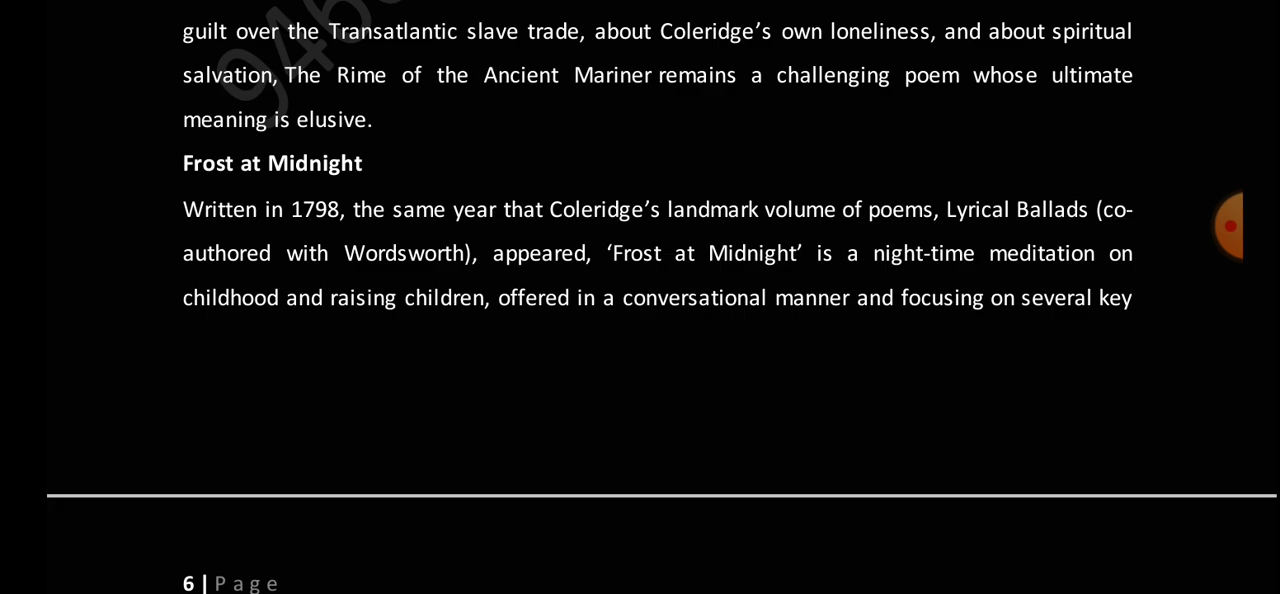 guilt over the Transatlantic slave trade, about Coleridge’s own loneliness, and about spiritual
salvation, The Rime of the Ancient Mariner remains a challenging poem whose ultimate
meaning is elusive.
Frost at Midnight
Written in 1798, the same year that Coleridge’s landmark volume of poems, Lyrical Ballads (co-
authored with Wordsworth), appeared, ‘Frost at Midnight’ is a night-time meditation on
childhood and raising children, offered in a conversational manner and focusing on several key
6 | Page